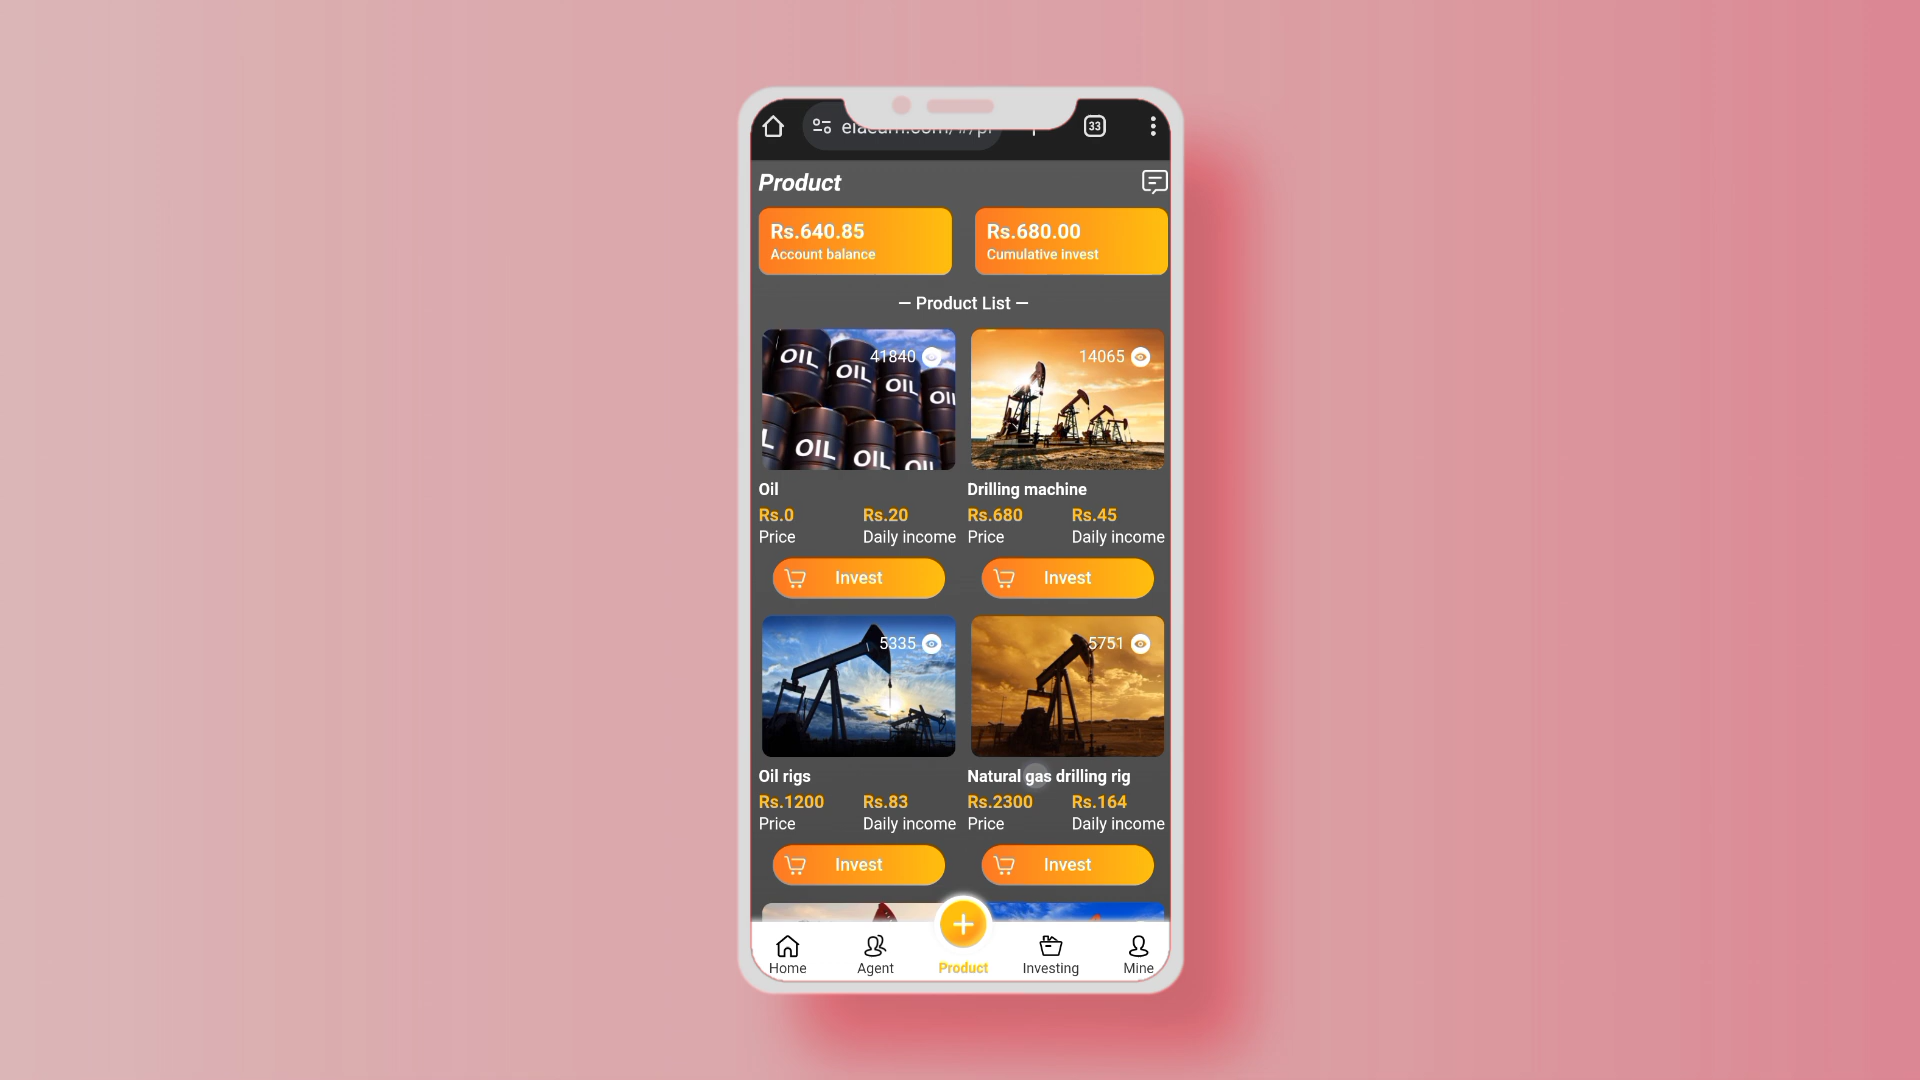 33
Product
Rs.640.85
Account balance
Rs.680.00
Cumulative invest
— Product List —
OIL
OIL
OIL
OIL
OIL
OIL
41840
14065
Oil
Rs.0
Price
Rs.20
Daily income
Invest
Drilling machine
Rs.680
Price
Rs.45
Daily income
Invest
5335
5751
Oil rigs
Rs.1200
Price
Rs.83
Daily income
Invest
Natural gas drilling rig
Rs.2300
Price
Rs.164
Daily income
Invest
Home
Agent
Product
Investing
Mine